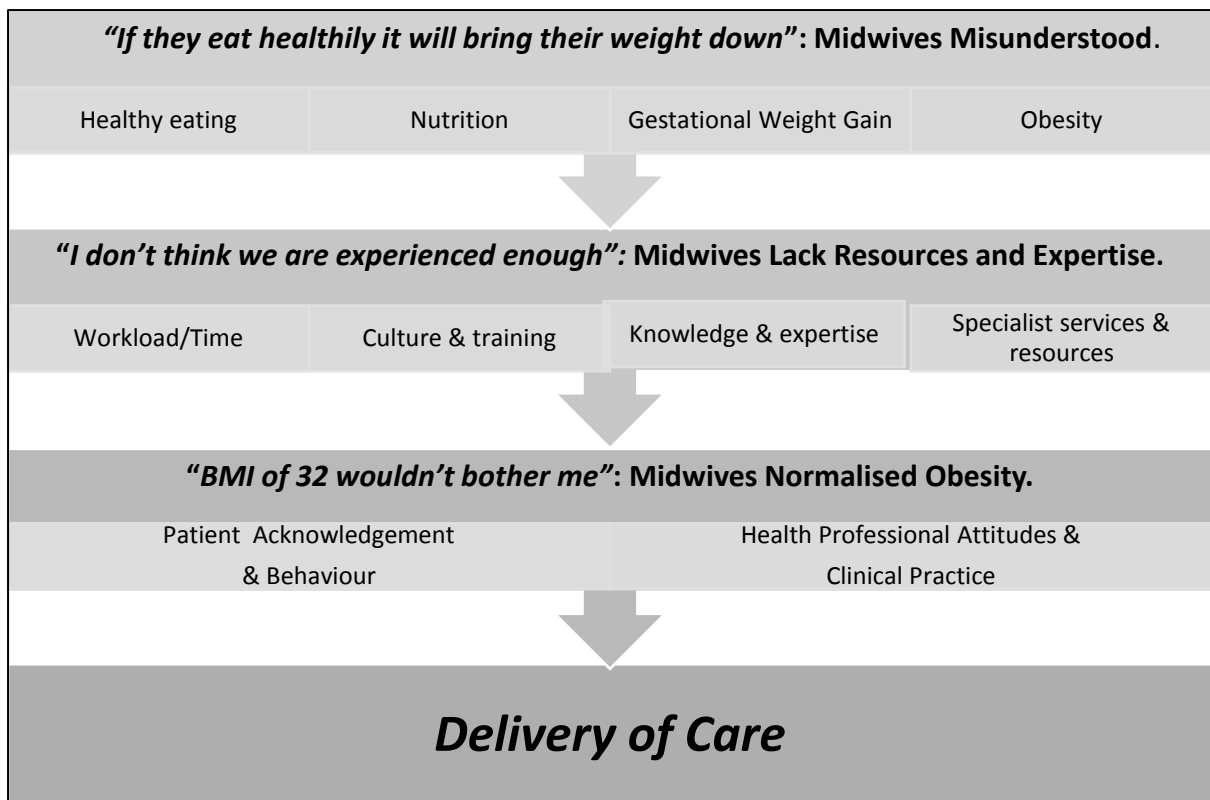 “If they eat healthily it will bring their weight down”: Midwives Misunderstood.
Healthy eating
Nutrition
Gestational Weight Gain
Obesity
“I don’t think we are experienced enough”: Midwives Lack Resources and Expertise.
Workload/Time
Culture & training
Knowledge & expertise
Specialist services &
resources
“BMI of 32 wouldn’t bother me”: Midwives Normalised Obesity.
Patient Acknowledgement
& Behaviour
Health Professional Attitudes &
Clinical Practice
Delivery of Care